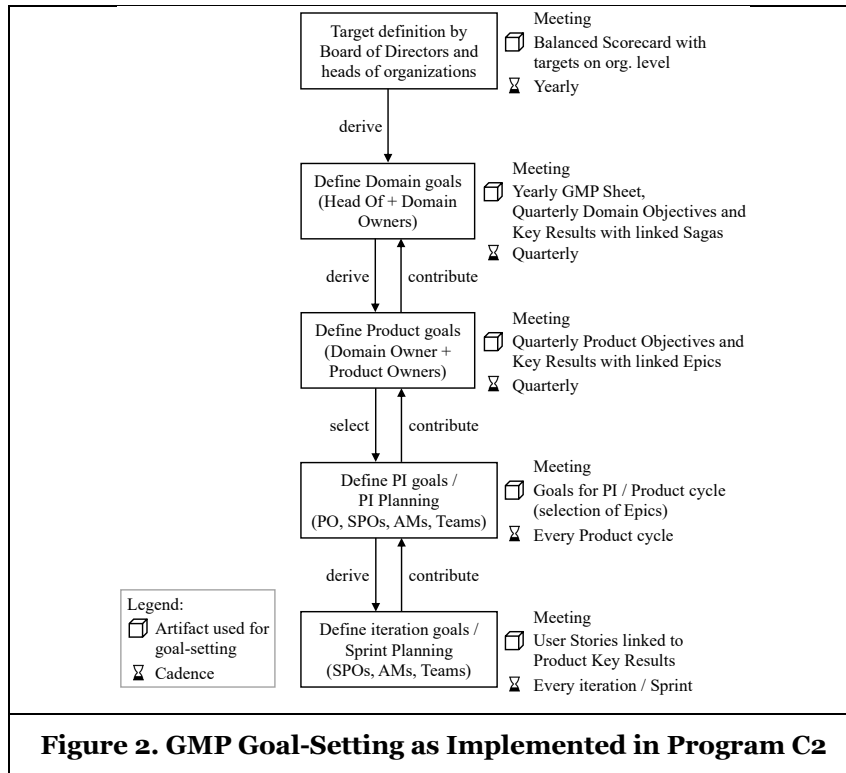 Target definition by
Board of Directors and
heads of organizations
Meeting
Balanced Scorecard with
targets on org. level
Yearly
derive
Define Domain goals
(Head Of + Domain
Owners)
Meeting
Yearly GMP Sheet,
Quarterly Domain Objectives and
Key Results with linked Sagas
Quarterly
derive
contribute
Define Product goals
(Domain Owner +
Product Owners)
Meeting
Quarterly Product Objectives and
Key Results with linked Epics
Quarterly
select
contribute
Define PI goals /
PI Planning
(PO, SPOs, AMs, Teams)
Meeting
Goals for PI / Product cycle
(selection of Epics)
Every Product cycle
derive
contribute
Define iteration goals /
Sprint Planning
(SPOs, AMs, Teams)
Meeting
User Stories linked to
Product Key Results
Every iteration / Sprint
Legend:
Artifact used for
goal-setting
Cadence
Figure 2. GMP Goal-Setting as Implemented in Program C2